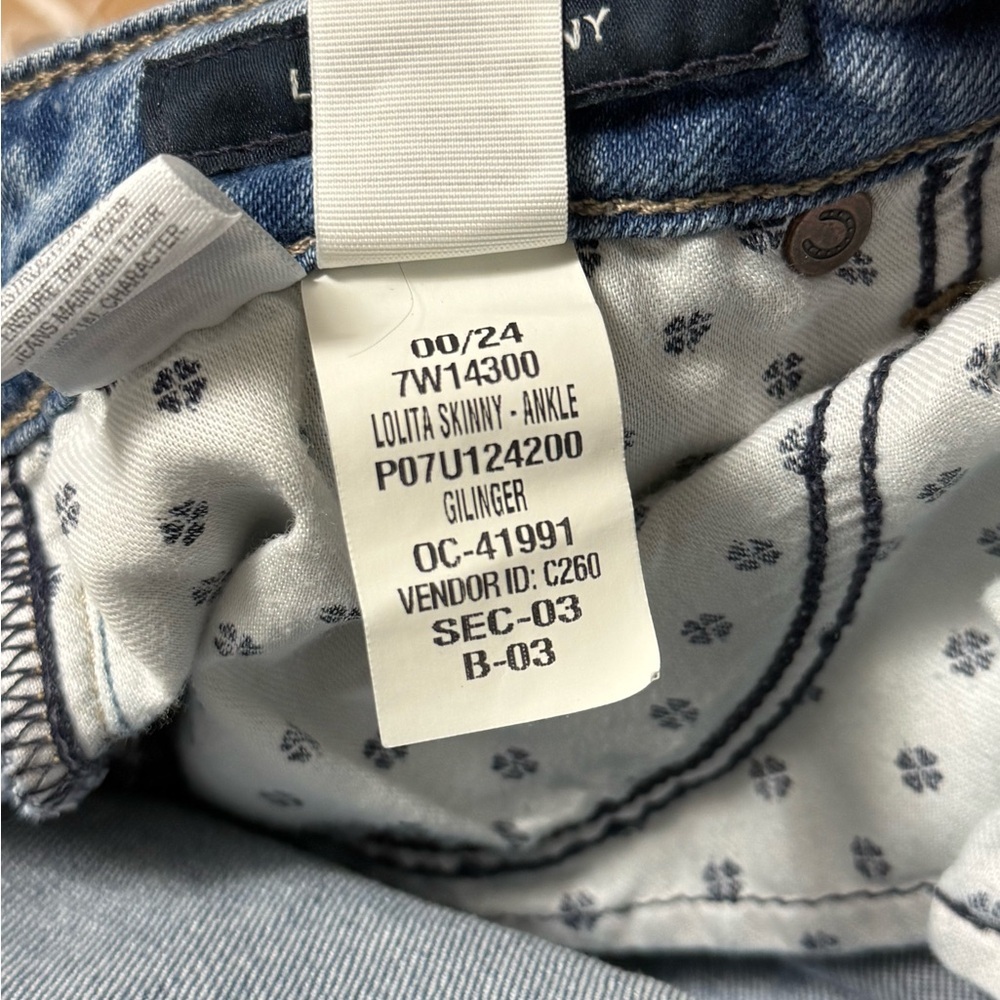 L
NY
ENSURE THAT YOUR
JEANS MAINTAIN THEIR
CHARACTER.
00/24
7W14300
LOLITA SKINNY - ANKLE
P07U124200
GILINGER
OC-41991
VENDOR ID: C260
SEC-03
B-03